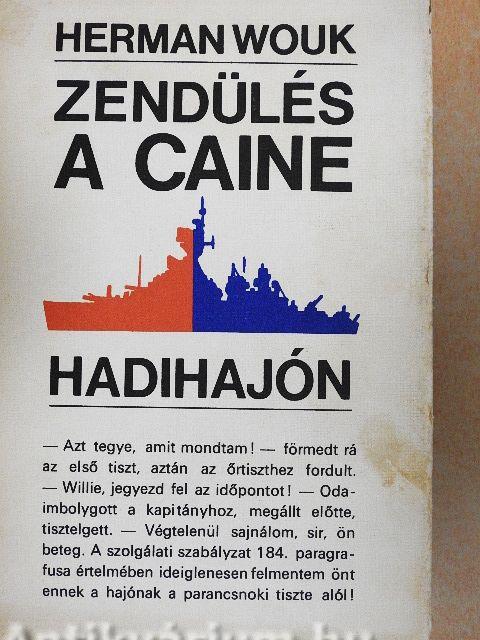 HERMAN WOUK
ZENDÜLÉS
A CAINE
HADIHAJÓN
— Azt tegye, amit mondtam! — förmedt rá
az első tiszt, aztán az őrtiszthez fordult.
— Willie, jegyezd fel az időpontot! — Oda-
imbolygott a kapitányhoz, megállt előtte,
tisztelgett. — Végtelenül sajnálom, sir, ön
beteg. A szolgálati szabályzat 184. paragra-
fusa értelmében ideiglenesen felmentem önt
ennek a hajónak a parancsnoki tiszte alól!
Antikvárium.hu